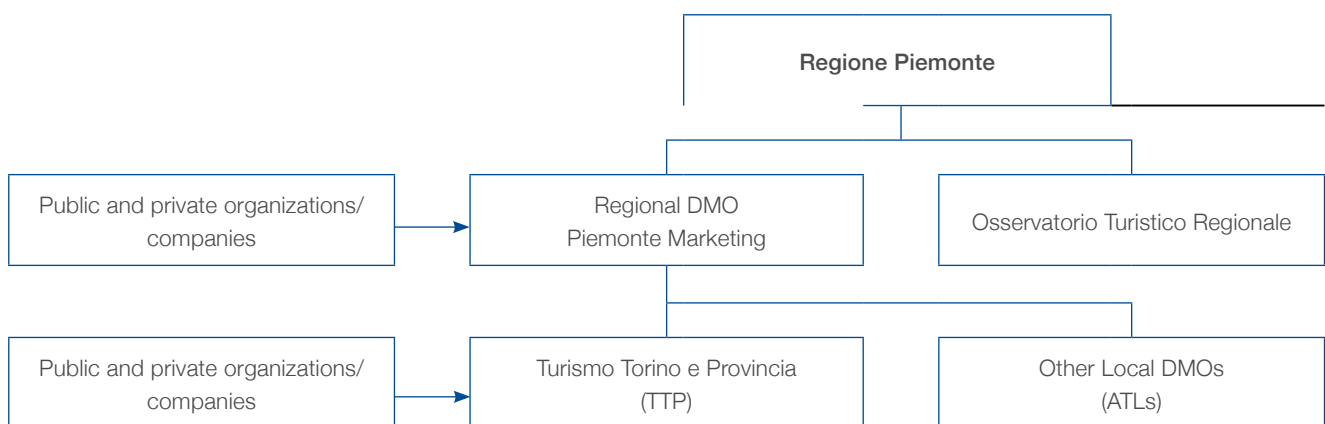 Regione Piemonte
Public and private organizations/
companies
Regional DMO
Piemonte Marketing
Osservatorio Turistico Regionale
Public and private organizations/
companies
Turismo Torino e Provincia
(TTP)
Other Local DMOs
(ATLs)